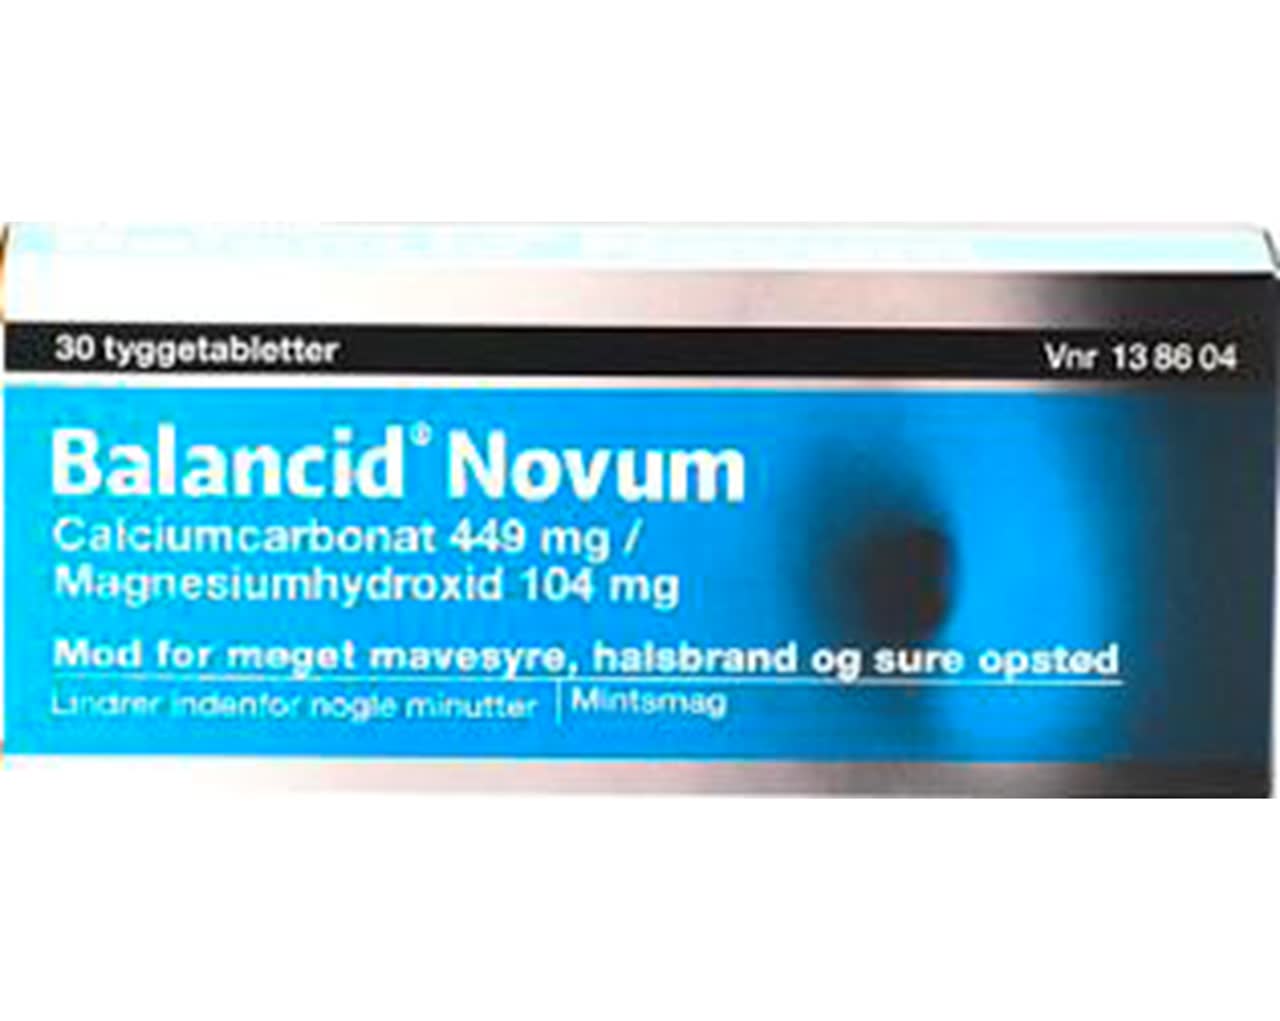 30 tyggetabletter
Vnr 13 86 04
Balancid® Novum
Calciumcarbonat 449 mg /
Magnesiumhydroxid 104 mg
Mod for meget mavesyre, halsbrand og sure opstød
Lindrer indenfor nogle minutter | Mintsmag